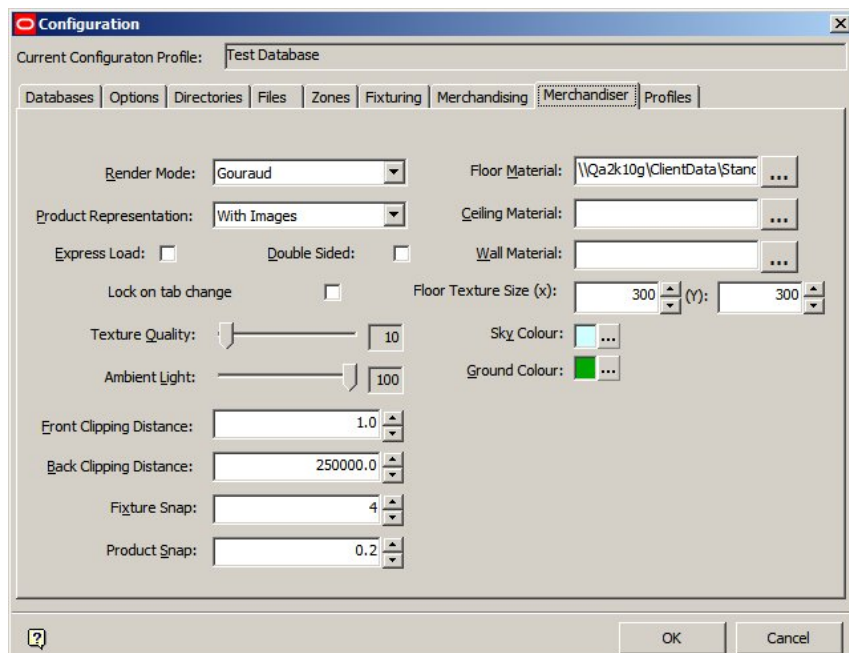 Configuration
Current Configuraton Profile: Test Database
Databases Options Directories Files Zones Fixturing Merchandising Merchandiser Profiles
Render Mode: Gouraud Floor Material: \\Qa2k10g\ClientData\Stanc ...
Product Representation: With Images Ceiling Material: ...
Express Load: Double Sided: Wall Material: ...
Lock on tab change Floor Texture Size (x): 300 (Y): 300
Texture Quality: 10 Sky Colour: ...
Ambient Light: 100 Ground Colour: ...
Front Clipping Distance: 1.0
Back Clipping Distance: 250000.0
Fixture Snap: 4
Product Snap: 0.2
? OK Cancel